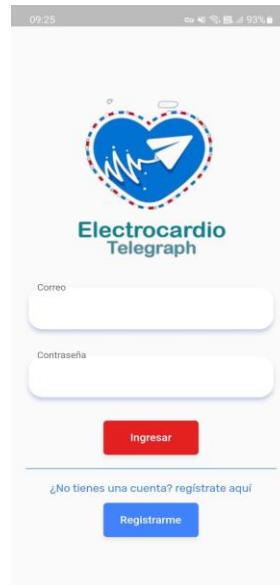 09:25
93%
Electrocardio
Telegraph
Correo
Contraseña
Ingresar
¿No tienes una cuenta? regístrate aquí
Registrarme